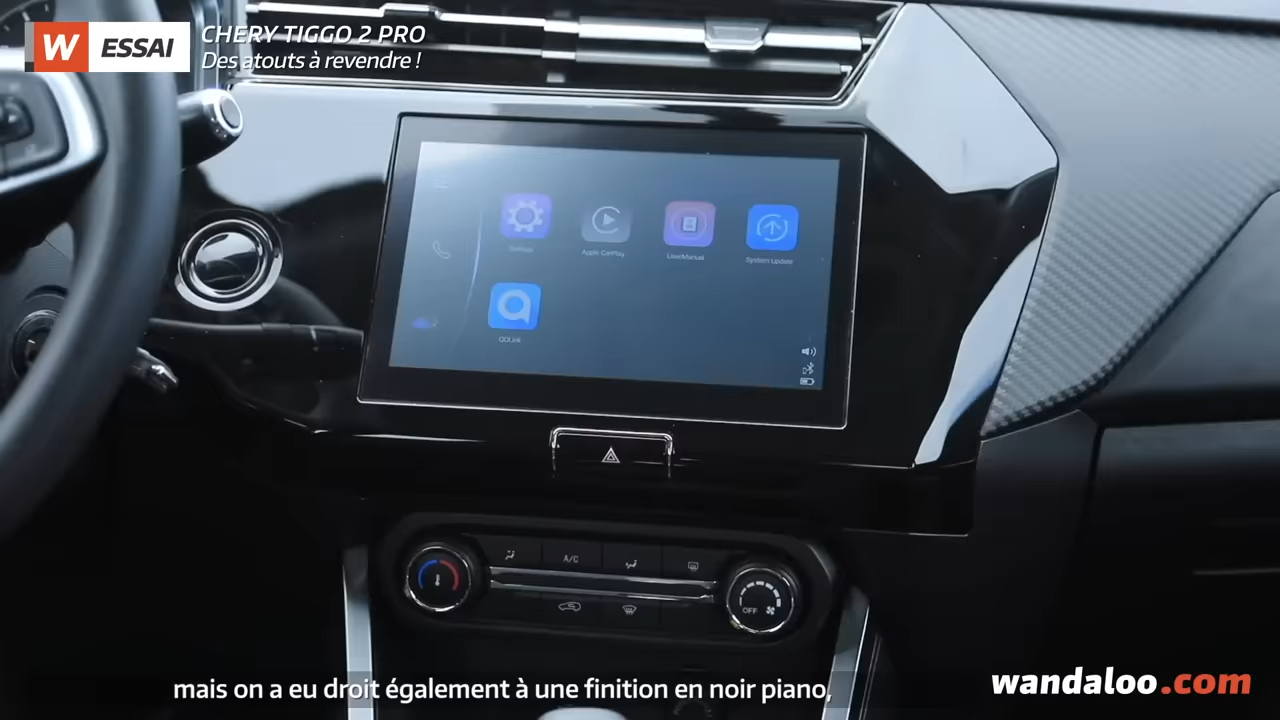 W ESSAI
CHERY TIGGO 2 PRO
Des atouts à revendre !
Settings
Apple CarPlay
UserManual
System Update
QDLink
A/C
OFF
mais on a eu droit également à une finition en noir piano,
wandaloo.com